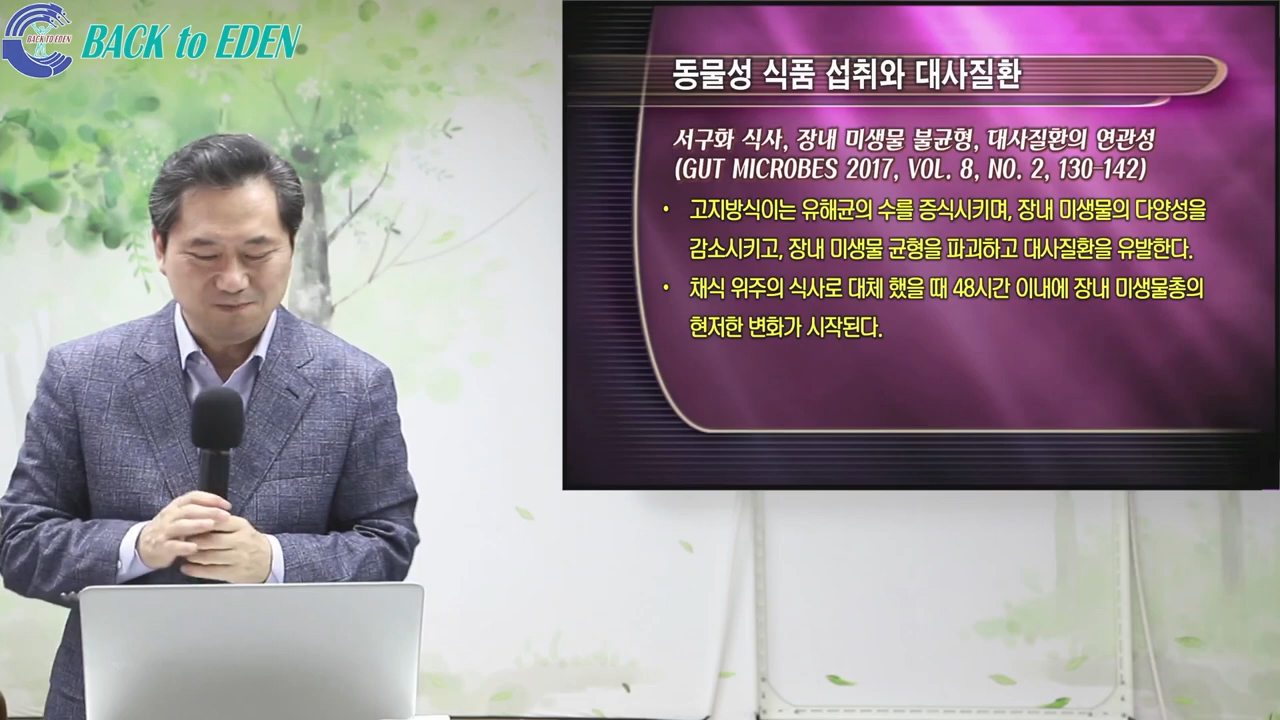 BACK TO EDEN
BACK to EDEN
동물성 식품 섭취와 대사질환
서구화 식사, 장내 미생물 불균형, 대사질환의 연관성
(GUT MICROBES 2017, VOL. 8, NO. 2, 130-142)
• 고지방식이는 유해균의 수를 증식시키며, 장내 미생물의 다양성을
감소시키고, 장내 미생물 균형을 파괴하고 대사질환을 유발한다.
• 채식 위주의 식사로 대체 했을 때 48시간 이내에 장내 미생물총의
현저한 변화가 시작된다.